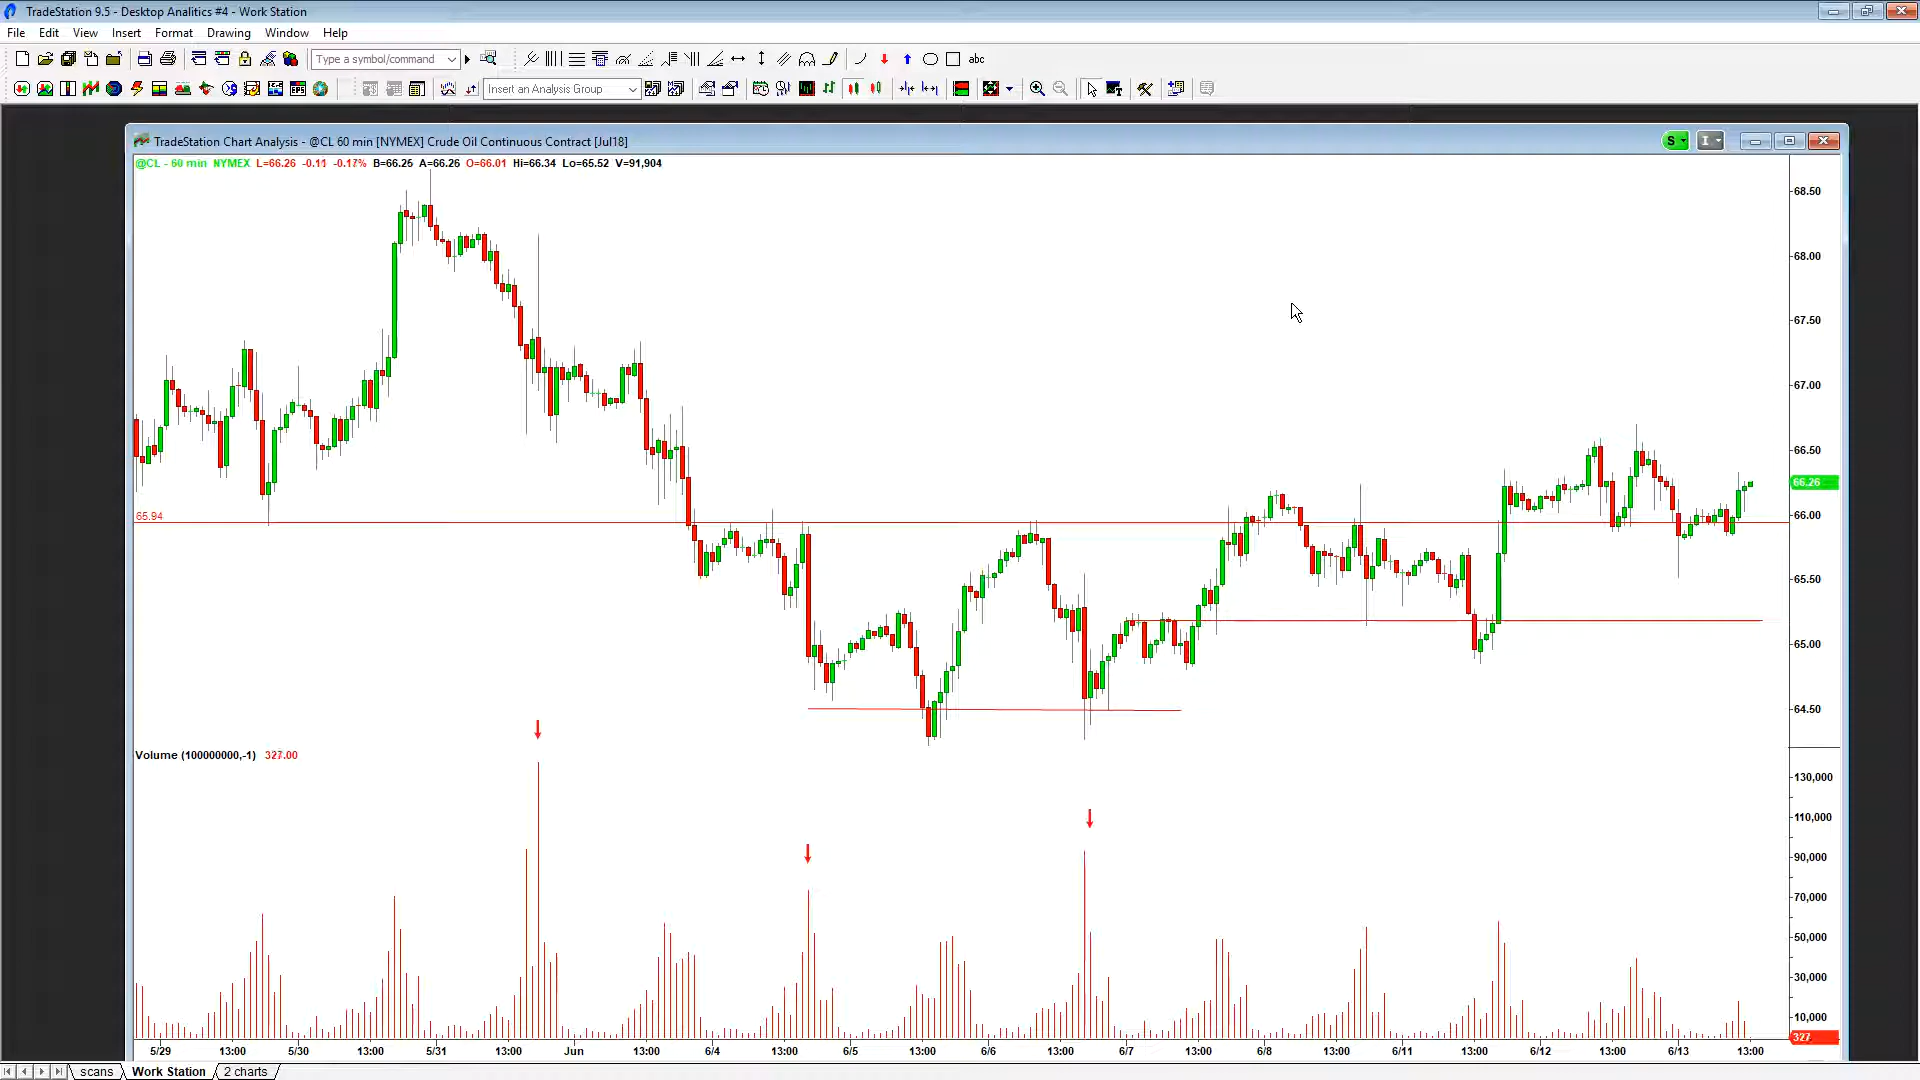 TradeStation 9.5 - Desktop Analitics #4 - Work Station
File Edit View Insert Format Drawing Window Help
Type a symbol/command
abc
Insert an Analysis Group
EPS
TradeStation Chart Analysis - @CL 60 min [NYMEX] Crude Oil Continuous Contract [Jul18]
S
I
@CL - 60 min NYMEX L=66.26 -0.11 -0.17% B=66.25 A=66.26 O=66.01 Hi=66.34 Lo=65.52 V=91,904
68.50
68.00
67.50
67.00
66.50
66.26
65.94
66.00
65.50
65.00
64.50
Volume (100000000,-1) 327.00
130,000
110,000
90,000
70,000
50,000
30,000
10,000
327
5/29 13:00 5/30 13:00 5/31 13:00 Jun 13:00 6/4 13:00 6/5 13:00 6/6 13:00 6/7 13:00 6/8 13:00 6/11 13:00 6/12 13:00 6/13 13:00
scans Work Station 2 charts